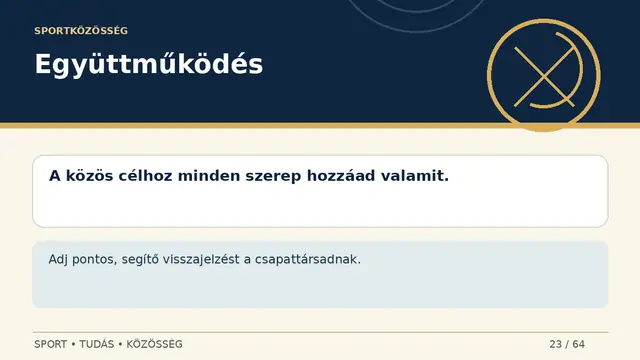 SPORTKÖZÖSSÉG
Együttműködés
A közös célhoz minden szerep hozzáad valamit.
Adj pontos, segítő visszajelzést a csapattársadnak.
SPORT • TUDÁS • KÖZÖSSÉG
23 / 64